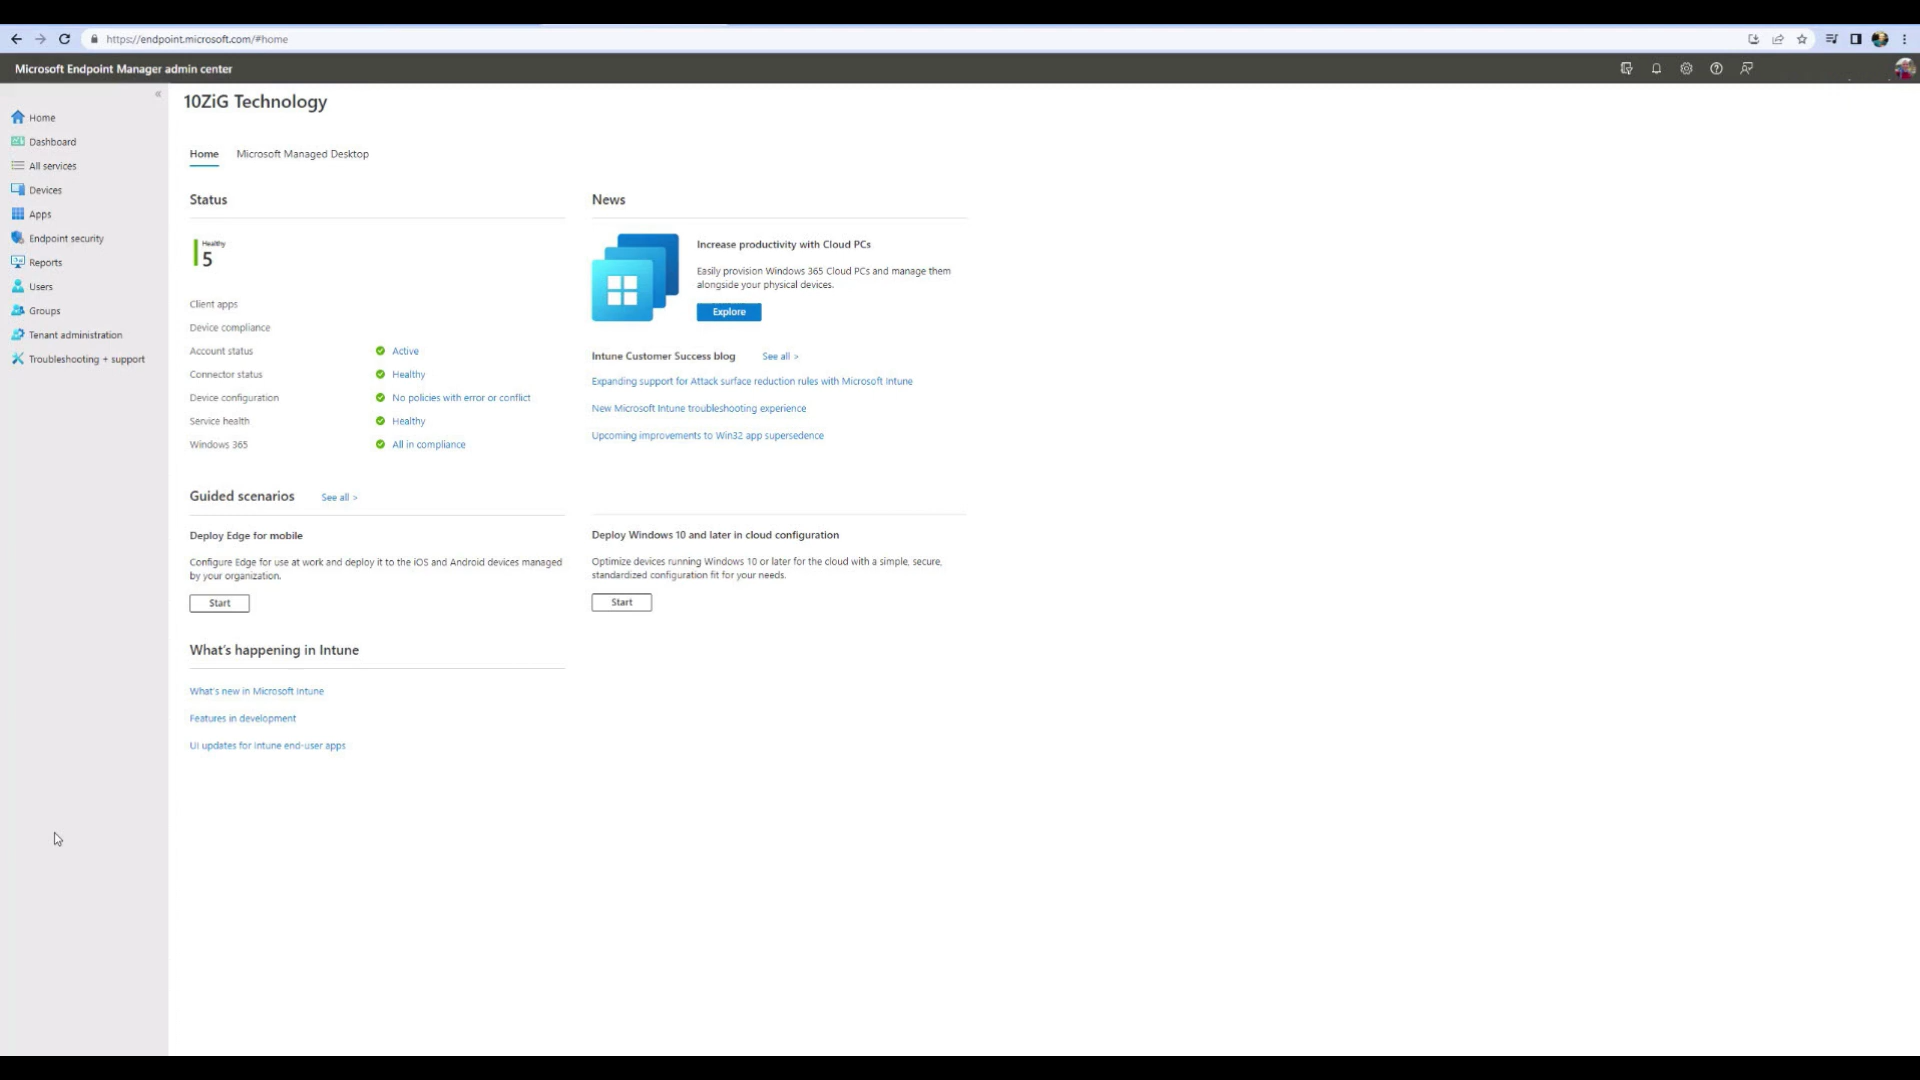 https://endpoint.microsoft.com/#home
Microsoft Endpoint Manager admin center
Home
Dashboard
All services
Devices
Apps
Endpoint security
Reports
Users
Groups
Tenant administration
Troubleshooting + support
10ZiG Technology
Home
Microsoft Managed Desktop
Status
Healthy
5
Client apps
Device compliance
Account status
Active
Connector status
Healthy
Device configuration
No policies with error or conflict
Service health
Healthy
Windows 365
All in compliance
News
Increase productivity with Cloud PCs
Easily provision Windows 365 Cloud PCs and manage them
alongside your physical devices.
Explore
Intune Customer Success blog
See all >
Expanding support for Attack surface reduction rules with Microsoft Intune
New Microsoft Intune troubleshooting experience
Upcoming improvements to Win32 app supersedence
Guided scenarios
See all >
Deploy Edge for mobile
Configure Edge for use at work and deploy it to the iOS and Android devices managed
by your organization.
Start
Deploy Windows 10 and later in cloud configuration
Optimize devices running Windows 10 or later for the cloud with a simple, secure,
standardized configuration fit for your needs.
Start
What's happening in Intune
What's new in Microsoft Intune
Features in development
UI updates for Intune end-user apps